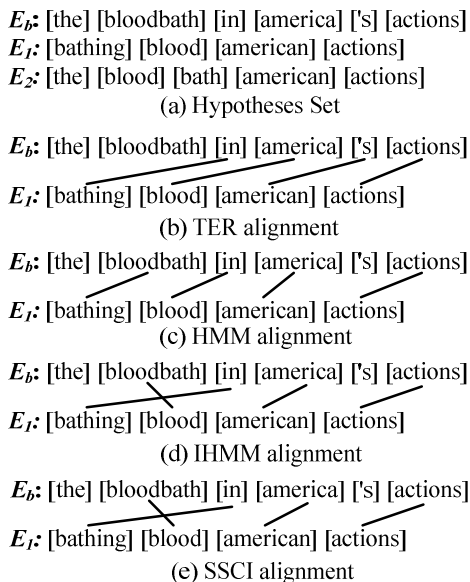 Eb: [the] [bloodbath] [in] [america] ['s] [actions]
E1: [bathing] [blood] [american] [actions]
E2: [the] [blood] [bath] [american] [actions]
(a) Hypotheses Set
Eb: [the] [bloodbath] [in] [america] ['s] [actions]
E1: [bathing] [blood] [american] [actions]
(b) TER alignment
Eb: [the] [bloodbath] [in] [america] ['s] [actions]
E1: [bathing] [blood] [american] [actions]
(c) HMM alignment
Eb: [the] [bloodbath] [in] [america] ['s] [actions]
E1: [bathing] [blood] [american] [actions]
(d) IHMM alignment
Eb: [the] [bloodbath] [in] [america] ['s] [actions]
E1: [bathing] [blood] [american] [actions]
(e) SSCI alignment